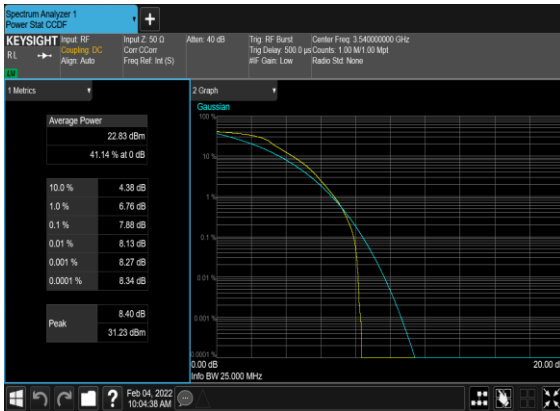 Spectrum Analyzer 1
Power Stat CCDF
KEYSIGHT
RL
Input: RF
Coupling: DC
Align: Auto
Input Z: 50 Ω
Corr CCorr
Freq Ref: Int (S)
Atten: 40 dB
Trig: RF Burst
Trig Delay: 500.0 µs
#IF Gain: Low
Center Freq: 3.540000000 GHz
Counts: 1.00 M/1.00 Mpt
Radio Std: None
1 Metrics
Average Power
22.83 dBm
41.14 % at 0 dB
10.0 % 4.38 dB
1.0 % 6.76 dB
0.1 % 7.88 dB
0.01 % 8.13 dB
0.001 % 8.27 dB
0.0001 % 8.34 dB
Peak
8.40 dB
31.23 dBm
2 Graph
Gaussian
100 %
10 %
1 %
0.1 %
0.01 %
0.001 %
0.0001 %
0.00 dB
20.00 dB
Info BW 25.000 MHz
?
Feb 04, 2022
10:04:38 AM